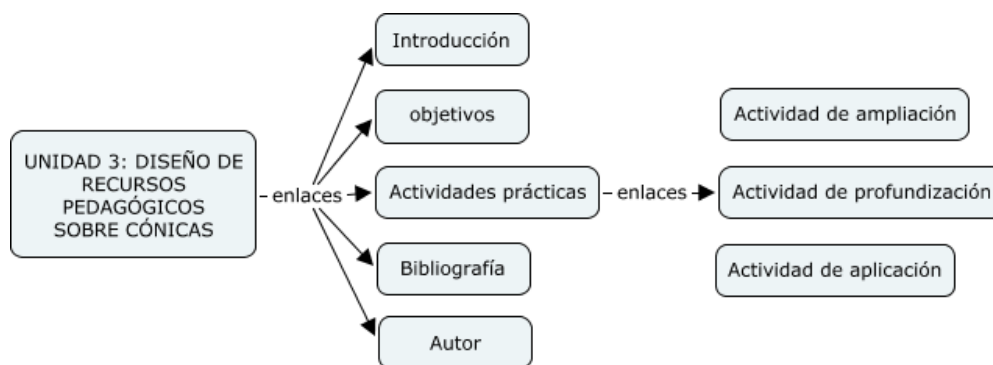 UNIDAD 3: DISEÑO DE
RECURSOS
PEDAGÓGICOS
SOBRE CÓNICAS
enlaces
Introducción
objetivos
Actividades prácticas
Bibliografía
Autor
enlaces
Actividad de ampliación
Actividad de profundización
Actividad de aplicación